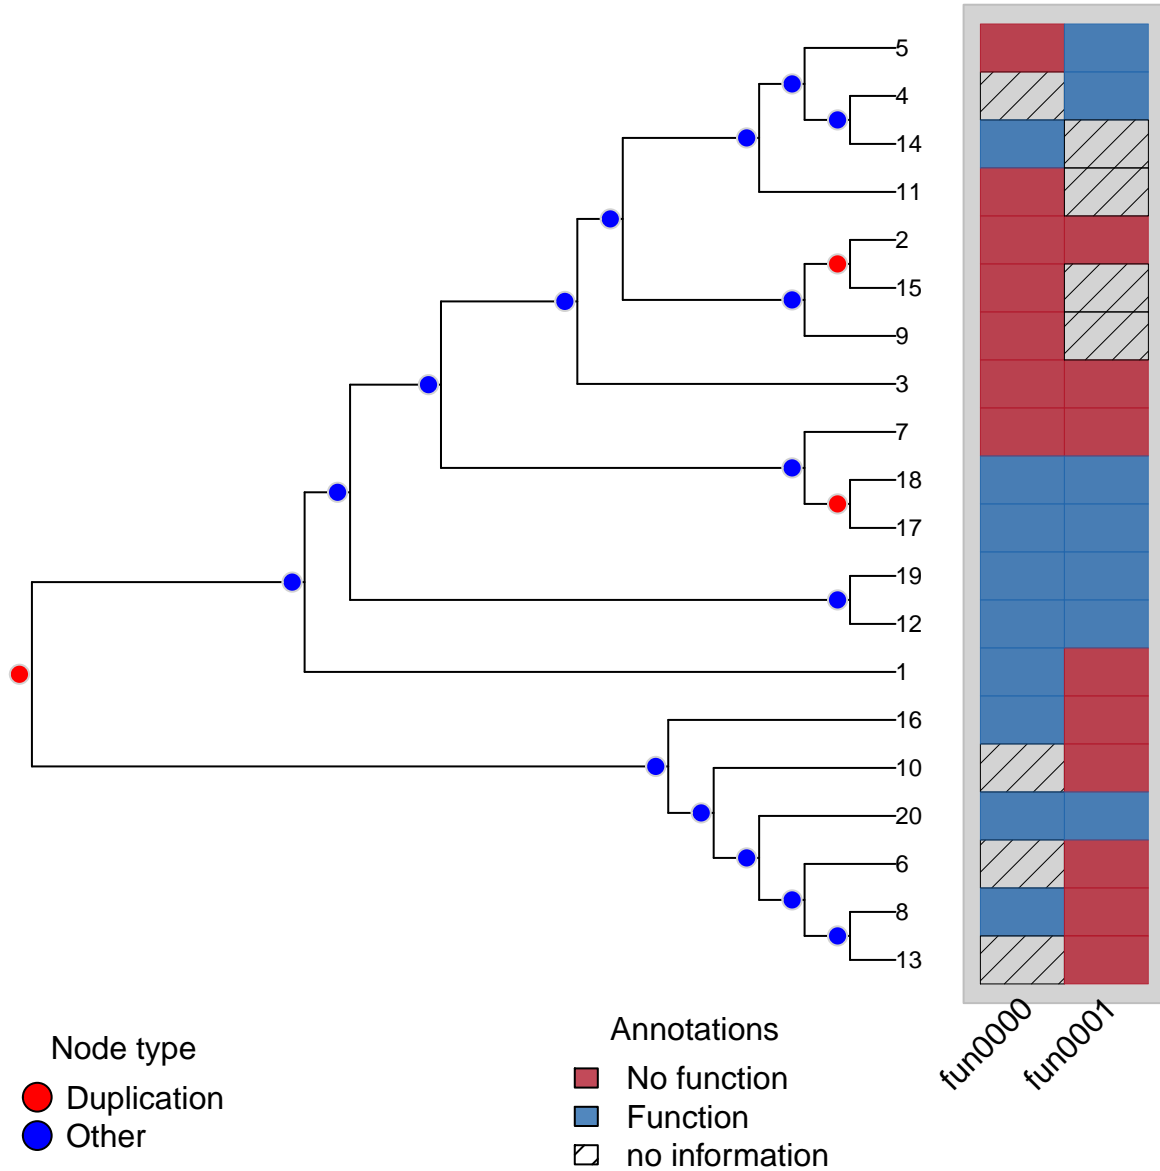 5
4
14
11
2
15
9
3
7
18
17
19
12
1
16
10
20
6
8
13
fun0000
fun0001
Node type
Duplication
Other
Annotations
No function
Function
no information